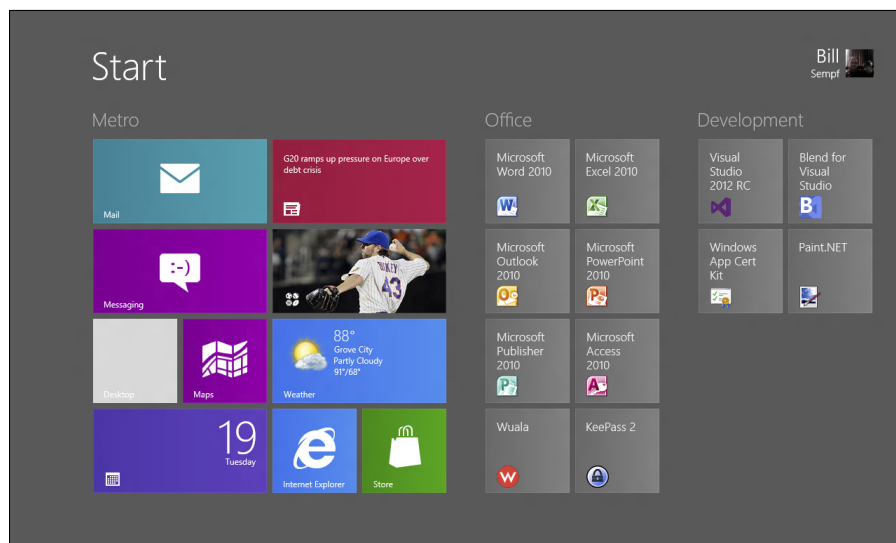 Start
Bill
Sempf
Metro
Office
Development
Mail
G20 ramps up pressure on Europe over
debt crisis
Messaging
DICKEY
43
Desktop
Maps
88°
Grove City
Partly Cloudy
91°/68°
Weather
19
Tuesday
Internet Explorer
Store
Microsoft
Word 2010
Microsoft
Excel 2010
Microsoft
Outlook
2010
Microsoft
PowerPoint
2010
Microsoft
Publisher
2010
Microsoft
Access
2010
Wuala
KeePass 2
Visual
Studio
2012 RC
Blend for
Visual
Studio
Windows
App Cert
Kit
Paint.NET